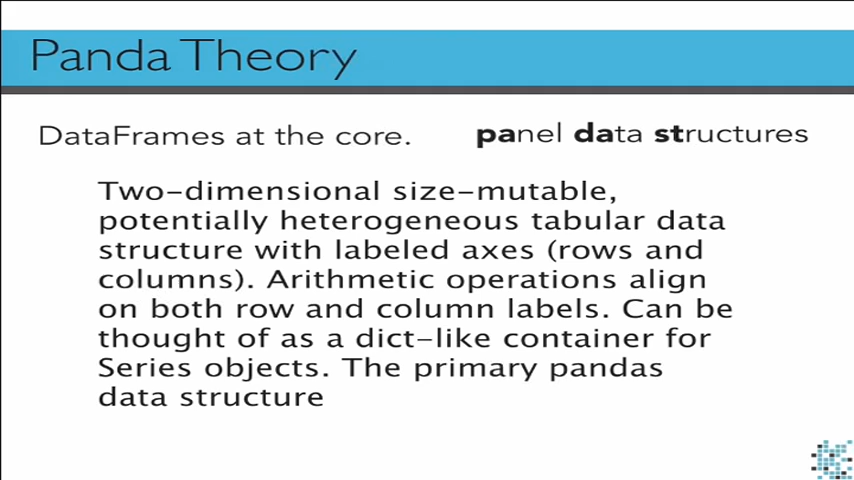 Panda Theory
DataFrames at the core.
panel data structures
Two-dimensional size-mutable,
potentially heterogeneous tabular data
structure with labeled axes (rows and
columns). Arithmetic operations align
on both row and column labels. Can be
thought of as a dict-like container for
Series objects. The primary pandas
data structure